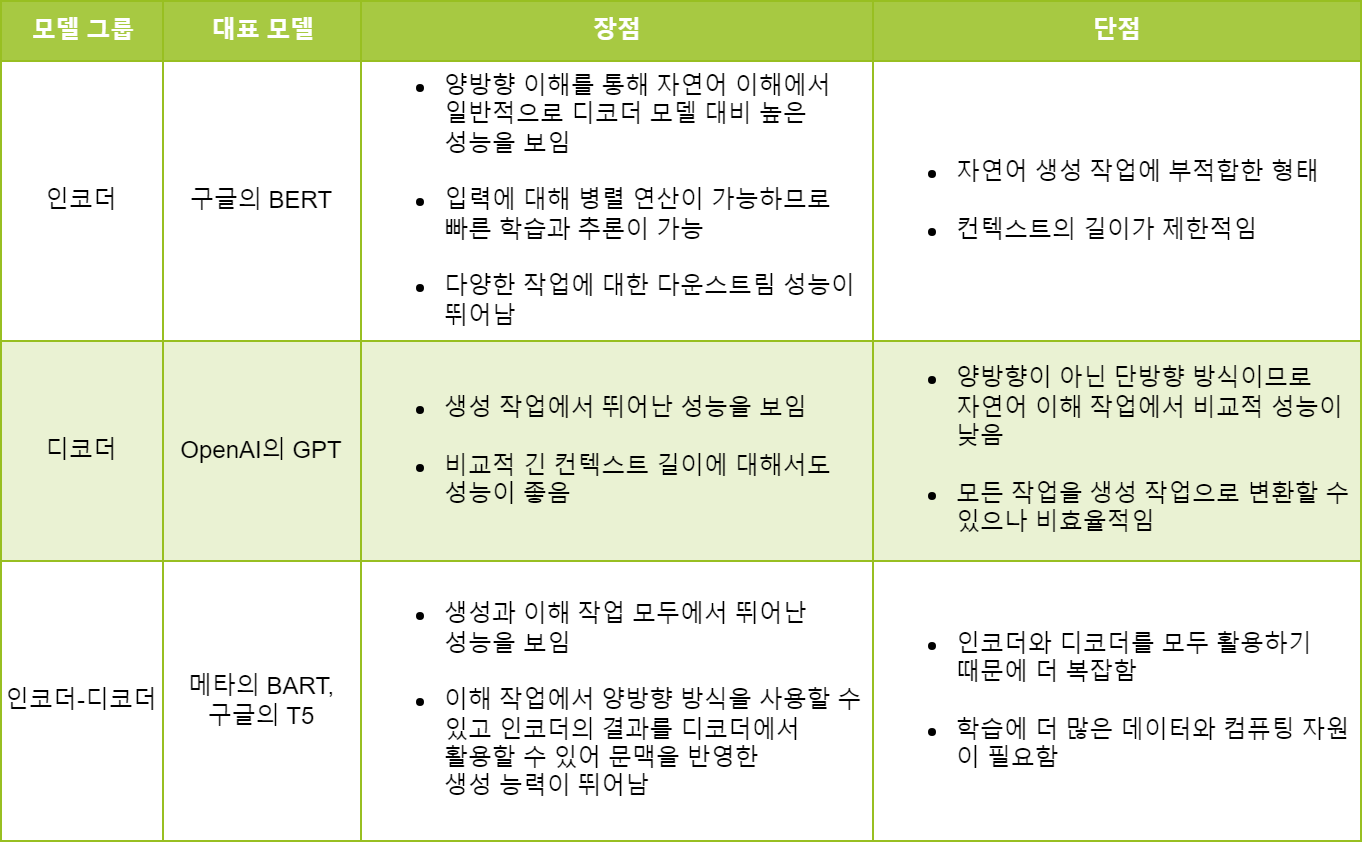 모델 그룹
대표 모델
장점
단점
인코더
구글의 BERT
• 양방향 이해를 통해 자연어 이해에서
일반적으로 디코더 모델 대비 높은
성능을 보임
• 입력에 대해 병렬 연산이 가능하므로
빠른 학습과 추론이 가능
• 다양한 작업에 대한 다운스트림 성능이
뛰어남
• 자연어 생성 작업에 부적합한 형태
• 컨텍스트의 길이가 제한적임
디코더
OpenAI의 GPT
• 생성 작업에서 뛰어난 성능을 보임
• 비교적 긴 컨텍스트 길이에 대해서도
성능이 좋음
• 양방향이 아닌 단방향 방식이므로
자연어 이해 작업에서 비교적 성능이
낮음
• 모든 작업을 생성 작업으로 변환할 수
있으나 비효율적임
인코더-디코더
메타의 BART,
구글의 T5
• 생성과 이해 작업 모두에서 뛰어난
성능을 보임
• 이해 작업에서 양방향 방식을 사용할 수
있고 인코더의 결과를 디코더에서
활용할 수 있어 문맥을 반영한
생성 능력이 뛰어남
• 인코더와 디코더를 모두 활용하기
때문에 더 복잡함
• 학습에 더 많은 데이터와 컴퓨팅 자원
이 필요함